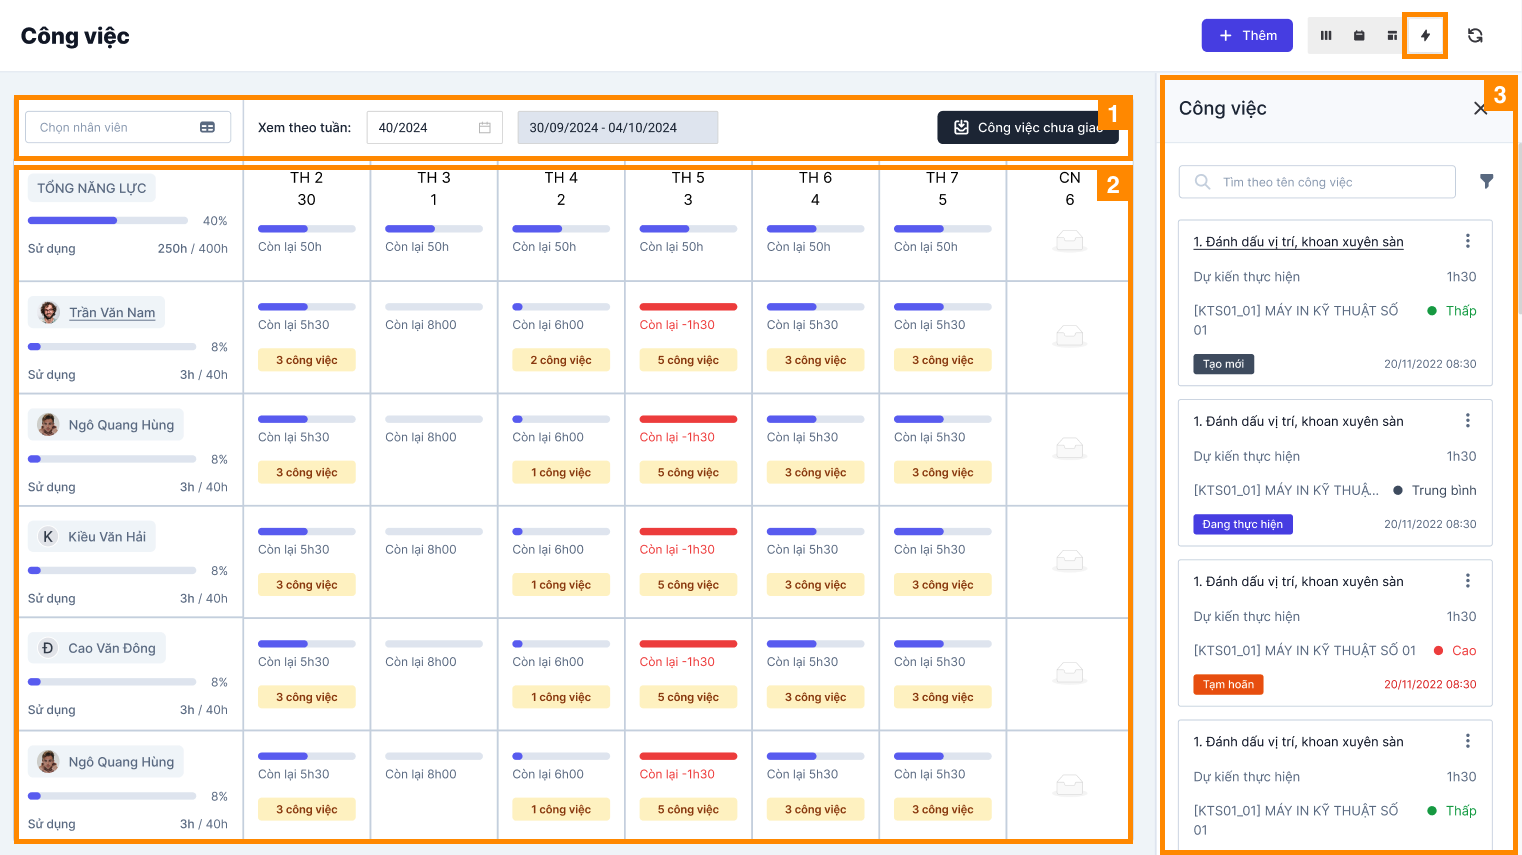 Công việc
Thêm
Chọn nhân viên
Xem theo tuần:
40/2024
30/09/2024 - 04/10/2024
Công việc chưa giao
1
2
TỔNG NĂNG LỰC
40%
Sử dụng
250h / 400h
TH 2
30
Còn lại 50h
TH 3
1
Còn lại 50h
TH 4
2
Còn lại 50h
TH 5
3
Còn lại 50h
TH 6
4
Còn lại 50h
TH 7
5
Còn lại 50h
CN
6
Trần Văn Nam
8%
Sử dụng
3h / 40h
Còn lại 5h30
3 công việc
Còn lại 8h00
Còn lại 6h00
2 công việc
Còn lại -1h30
5 công việc
Còn lại 5h30
3 công việc
Còn lại 5h30
3 công việc
Ngô Quang Hùng
8%
Sử dụng
3h / 40h
Còn lại 5h30
3 công việc
Còn lại 8h00
Còn lại 6h00
1 công việc
Còn lại -1h30
5 công việc
Còn lại 5h30
3 công việc
Còn lại 5h30
3 công việc
K
Kiều Văn Hải
8%
Sử dụng
3h / 40h
Còn lại 5h30
3 công việc
Còn lại 8h00
Còn lại 6h00
1 công việc
Còn lại -1h30
5 công việc
Còn lại 5h30
3 công việc
Còn lại 5h30
3 công việc
Đ
Cao Văn Đông
8%
Sử dụng
3h / 40h
Còn lại 5h30
3 công việc
Còn lại 8h00
Còn lại 6h00
1 công việc
Còn lại -1h30
5 công việc
Còn lại 5h30
3 công việc
Còn lại 5h30
3 công việc
Ngô Quang Hùng
8%
Sử dụng
3h / 40h
Còn lại 5h30
3 công việc
Còn lại 8h00
Còn lại 6h00
1 công việc
Còn lại -1h30
5 công việc
Còn lại 5h30
3 công việc
Còn lại 5h30
3 công việc
3
Công việc
Tìm theo tên công việc
1. Đánh dấu vị trí, khoan xuyên sàn
Dự kiến thực hiện
1h30
[KTS01_01] MÁY IN KỸ THUẬT SỐ
01
Thấp
Tạo mới
20/11/2022 08:30
1. Đánh dấu vị trí, khoan xuyên sàn
Dự kiến thực hiện
1h30
[KTS01_01] MÁY IN KỸ THUẬ...
Trung bình
Đang thực hiện
20/11/2022 08:30
1. Đánh dấu vị trí, khoan xuyên sàn
Dự kiến thực hiện
1h30
[KTS01_01] MÁY IN KỸ THUẬT SỐ 01
Cao
Tạm hoãn
20/11/2022 08:30
1. Đánh dấu vị trí, khoan xuyên sàn
Dự kiến thực hiện
1h30
[KTS01_01] MÁY IN KỸ THUẬT SỐ
01
Thấp